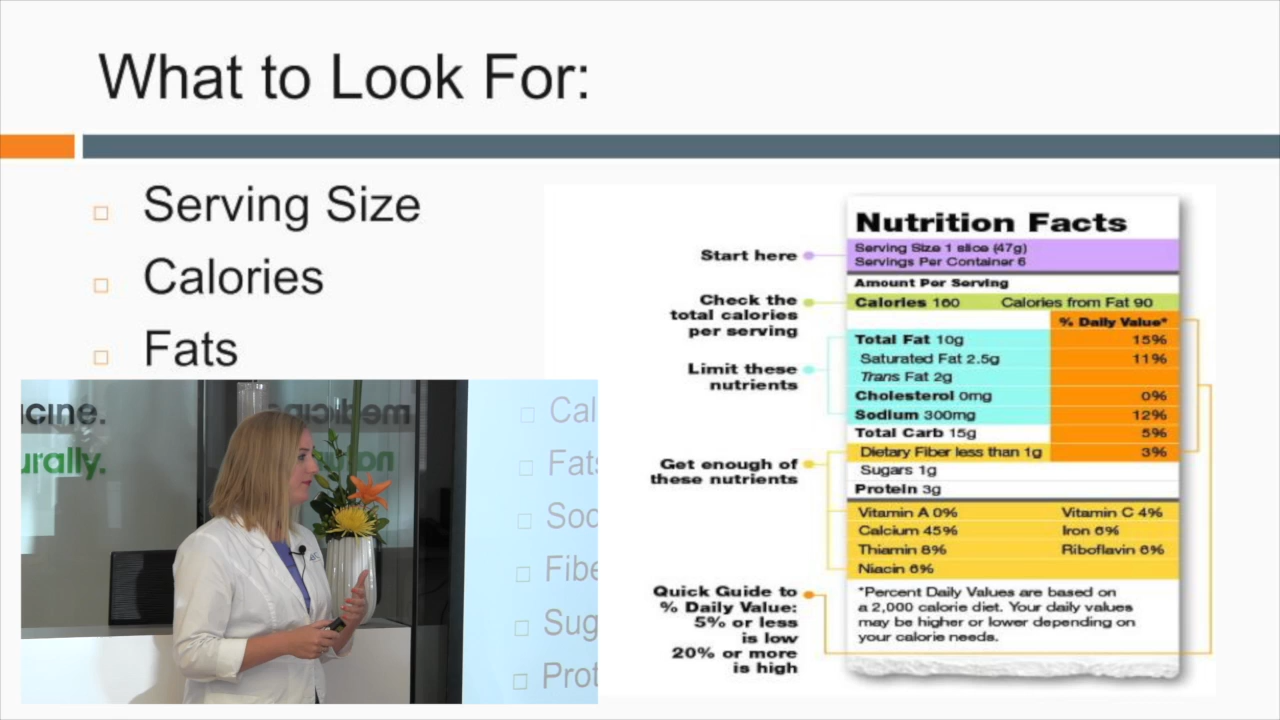 What to Look For:
Serving Size
Calories
Fats
Nutrition Facts
Start here
Serving Size 1 slice (47g)
Servings Per Container 6
Amount Per Serving
Check the
total calories
per serving
Calories 160 Calories from Fat 90
% Daily Value*
Limit these
nutrients
Total Fat 10g 15%
Saturated Fat 2.5g 11%
Trans Fat 2g
Cholesterol 0mg 0%
Sodium 300mg 12%
Total Carb 15g 5%
Get enough of
these nutrients
Dietary Fiber less than 1g 3%
Sugars 1g
Protein 3g
Vitamin A 0% Vitamin C 4%
Calcium 45% Iron 6%
Thiamin 8% Riboflavin 6%
Niacin 6%
Quick Guide to
% Daily Value:
5% or less
is low
20% or more
is high
*Percent Daily Values are based on
a 2,000 calorie diet. Your daily values
may be higher or lower depending on
your calorie needs.
cine.
urally.
Cal
Fats
Soc
Fibe
Sug
Prot